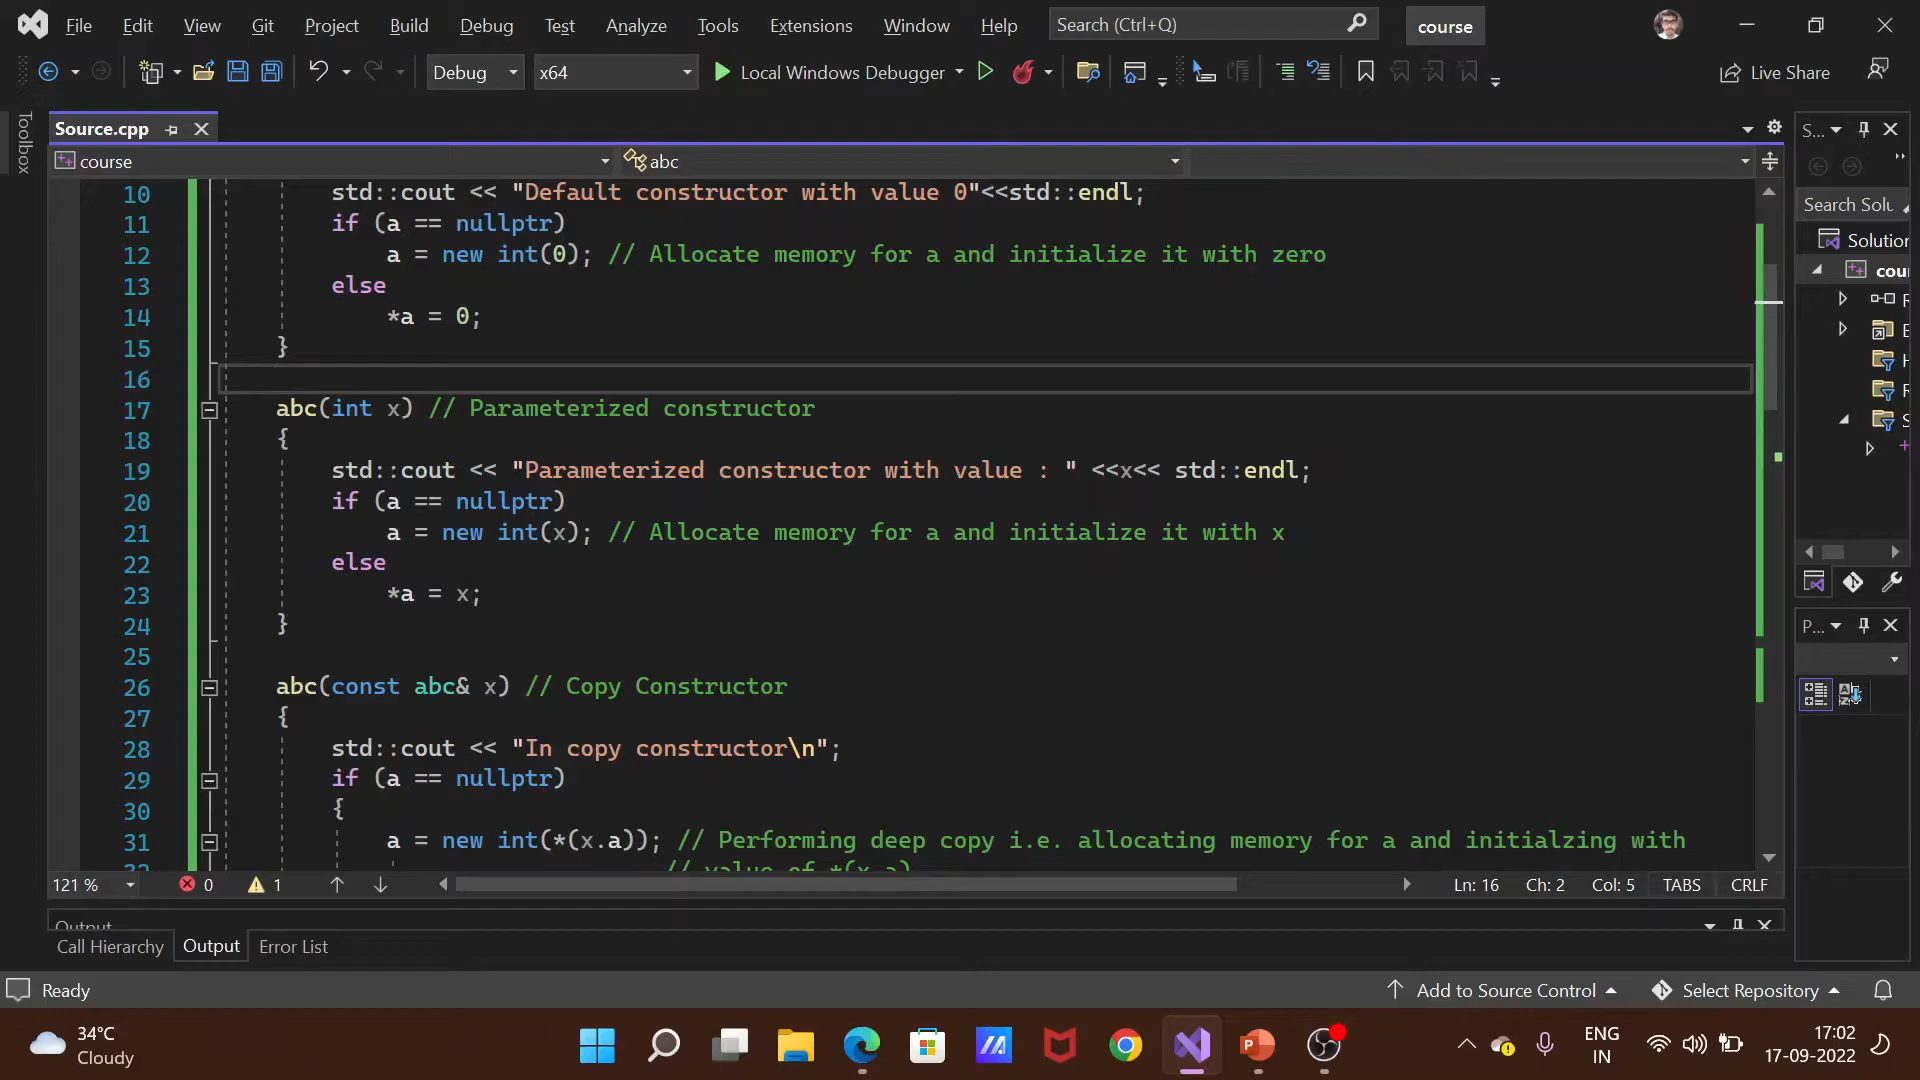 File Edit View Git Project Build Debug Test Analyze Tools Extensions Window Help Search (Ctrl+Q) course
Debug x64 Local Windows Debugger Live Share
Toolbox
Source.cpp
course abc
10 std::cout << "Default constructor with value 0"<<std::endl;
11 if (a == nullptr)
12 a = new int(0); // Allocate memory for a and initialize it with zero
13 else
14 *a = 0;
15 }
16
17 abc(int x) // Parameterized constructor
18 {
19 std::cout << "Parameterized constructor with value : " <<x<< std::endl;
20 if (a == nullptr)
21 a = new int(x); // Allocate memory for a and initialize it with x
22 else
23 *a = x;
24 }
25
26 abc(const abc& x) // Copy Constructor
27 {
28 std::cout << "In copy constructor\n";
29 if (a == nullptr)
30 {
31 a = new int(*(x.a)); // Performing deep copy i.e. allocating memory for a and initialzing with
// value of *(x.a)
S...
Search Solu
Solution
cou
P...
121 % 0 1 Ln: 16 Ch: 2 Col: 5 TABS CRLF
Output
Call Hierarchy Output Error List
Ready Add to Source Control Select Repository
34°C
Cloudy
ENG
IN
17:02
17-09-2022